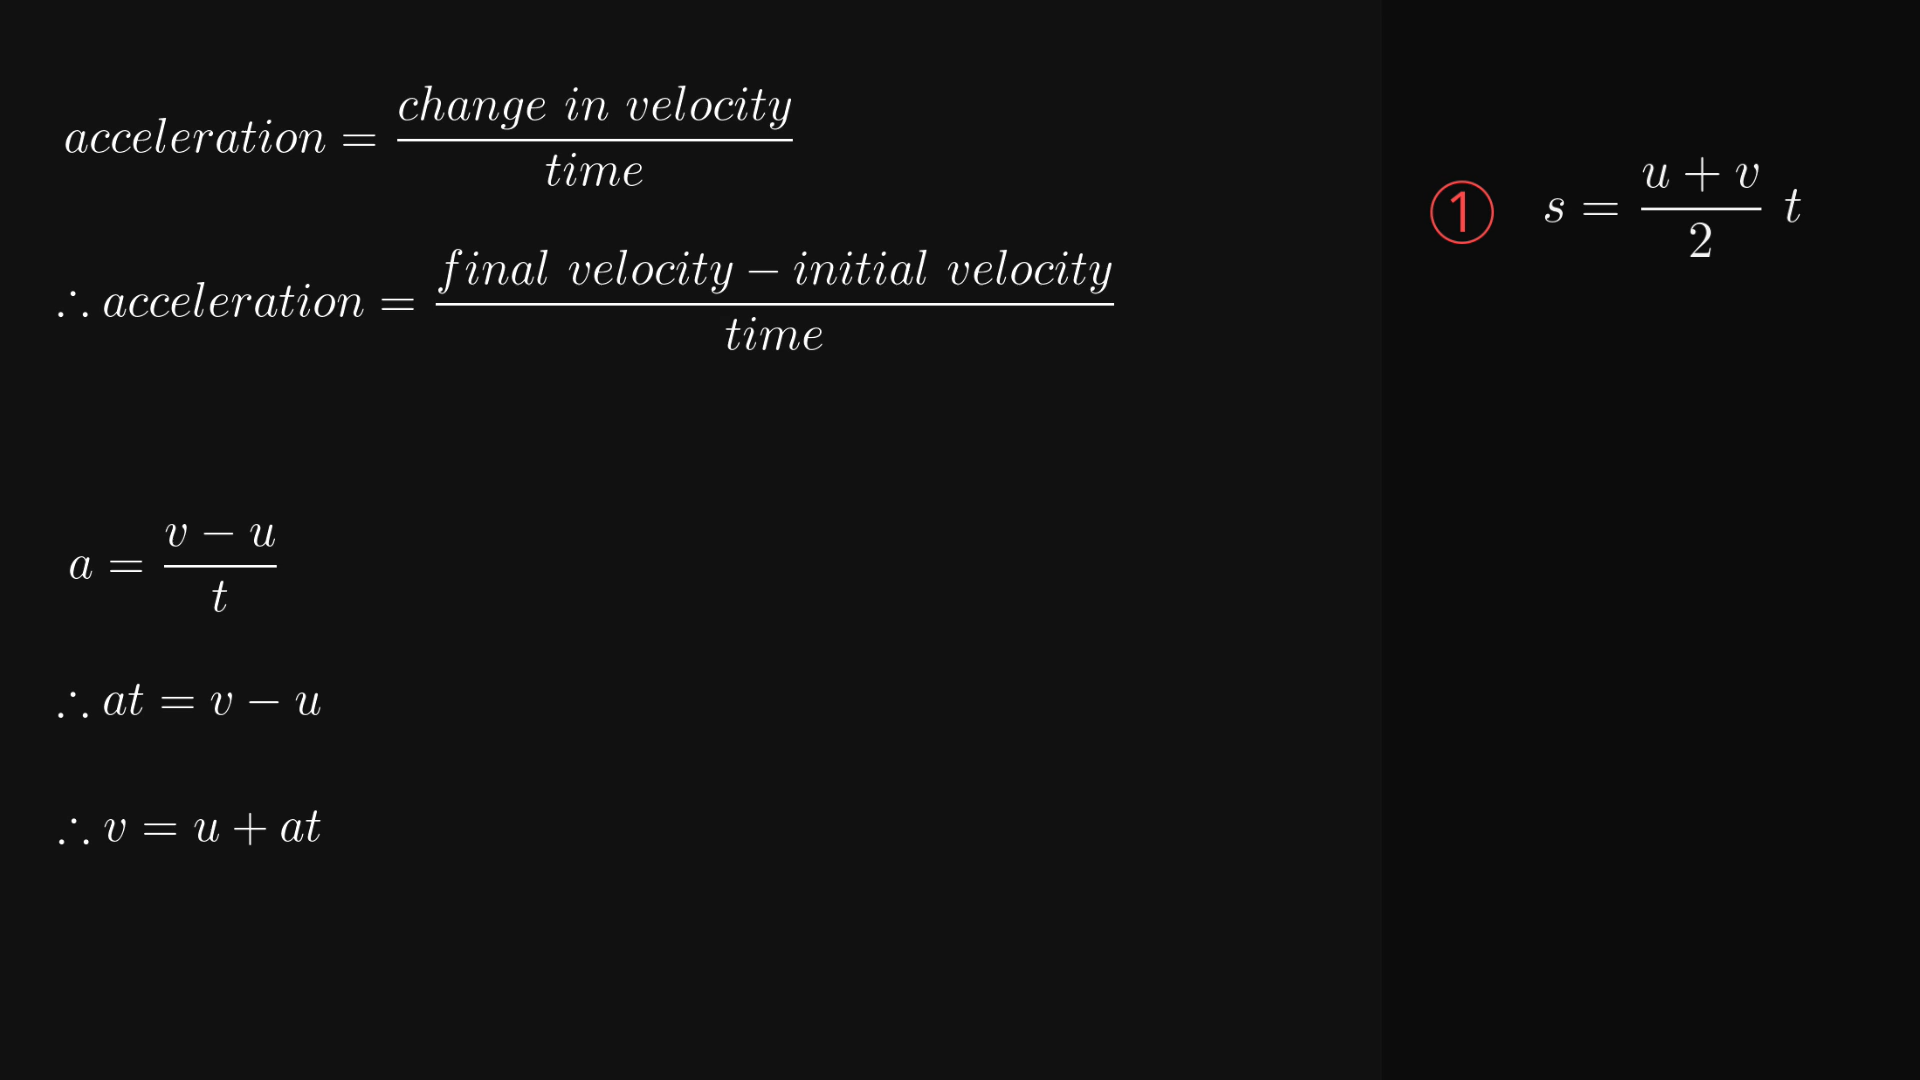 acceleration = change in velocity / time
∴ acceleration = final velocity − initial velocity / time
a = v − u / t
∴ at = v − u
∴ v = u + at
① s = u + v / 2 t